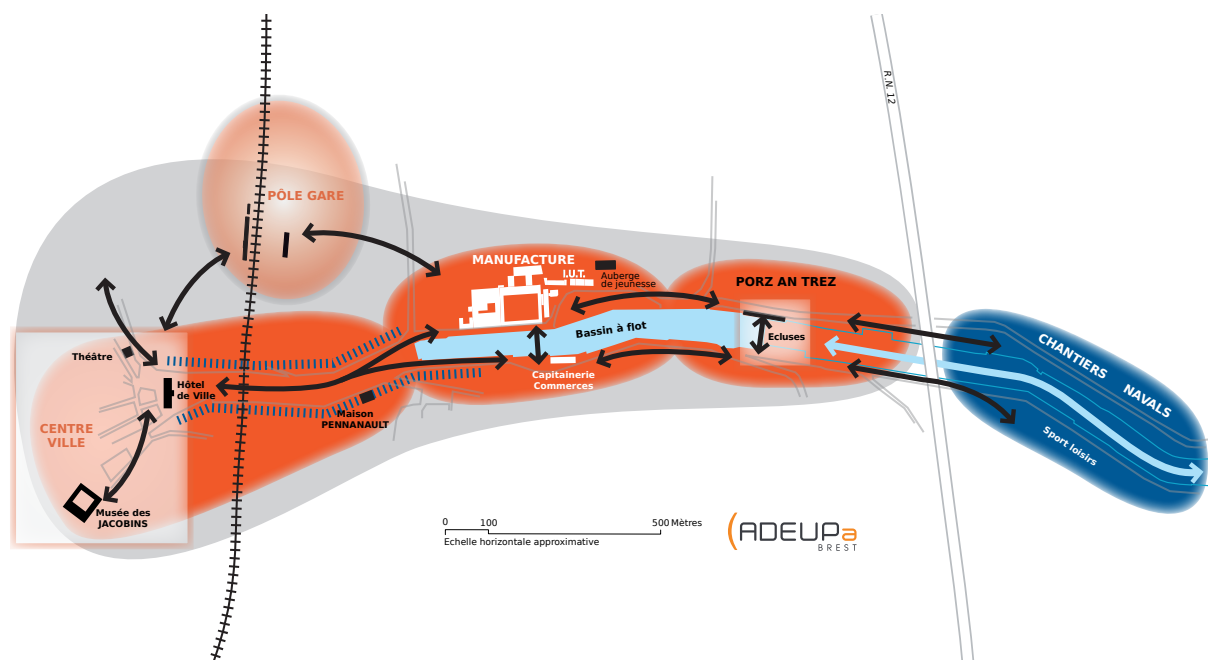 R.N. 12
PÔLE GARE
MANUFACTURE
I.U.T.
Auberge
de jeunesse
PORZ AN TREZ
Bassin à flot
Ecluses
CHANTIERS NAVALS
Sport loisirs
Théâtre
Hôtel
de Ville
Capitainerie
Commerces
Maison
PENNANAULT
CENTRE
VILLE
Musée des
JACOBINS
0 100 500 Mètres
Echelle horizontale approximative
ADEUPa
BREST